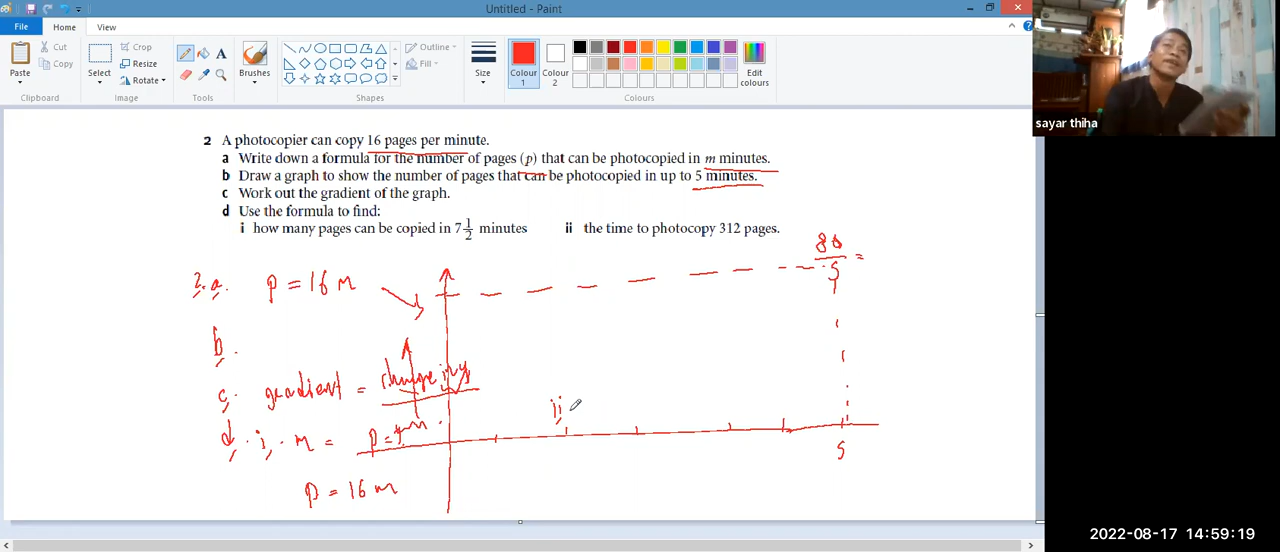 Untitled - Paint
File Home View
Paste
Cut
Copy
Clipboard
Select
Crop
Resize
Rotate
Image
Tools
Brushes
Shapes
Outline
Fill
Size
Colour 1
Colour 2
Edit colours
Colours
sayar thiha
2 A photocopier can copy 16 pages per minute.
a Write down a formula for the number of pages (p) that can be photocopied in m minutes.
b Draw a graph to show the number of pages that can be photocopied in up to 5 minutes.
c Work out the gradient of the graph.
d Use the formula to find:
i how many pages can be copied in 7 1/2 minutes ii the time to photocopy 312 pages.
2. a. p = 16 m
80
5 =
b.
c, gradient = change in y
ii,
d. i, . m =
5
p = 16 m
2022-08-17 14:59:19